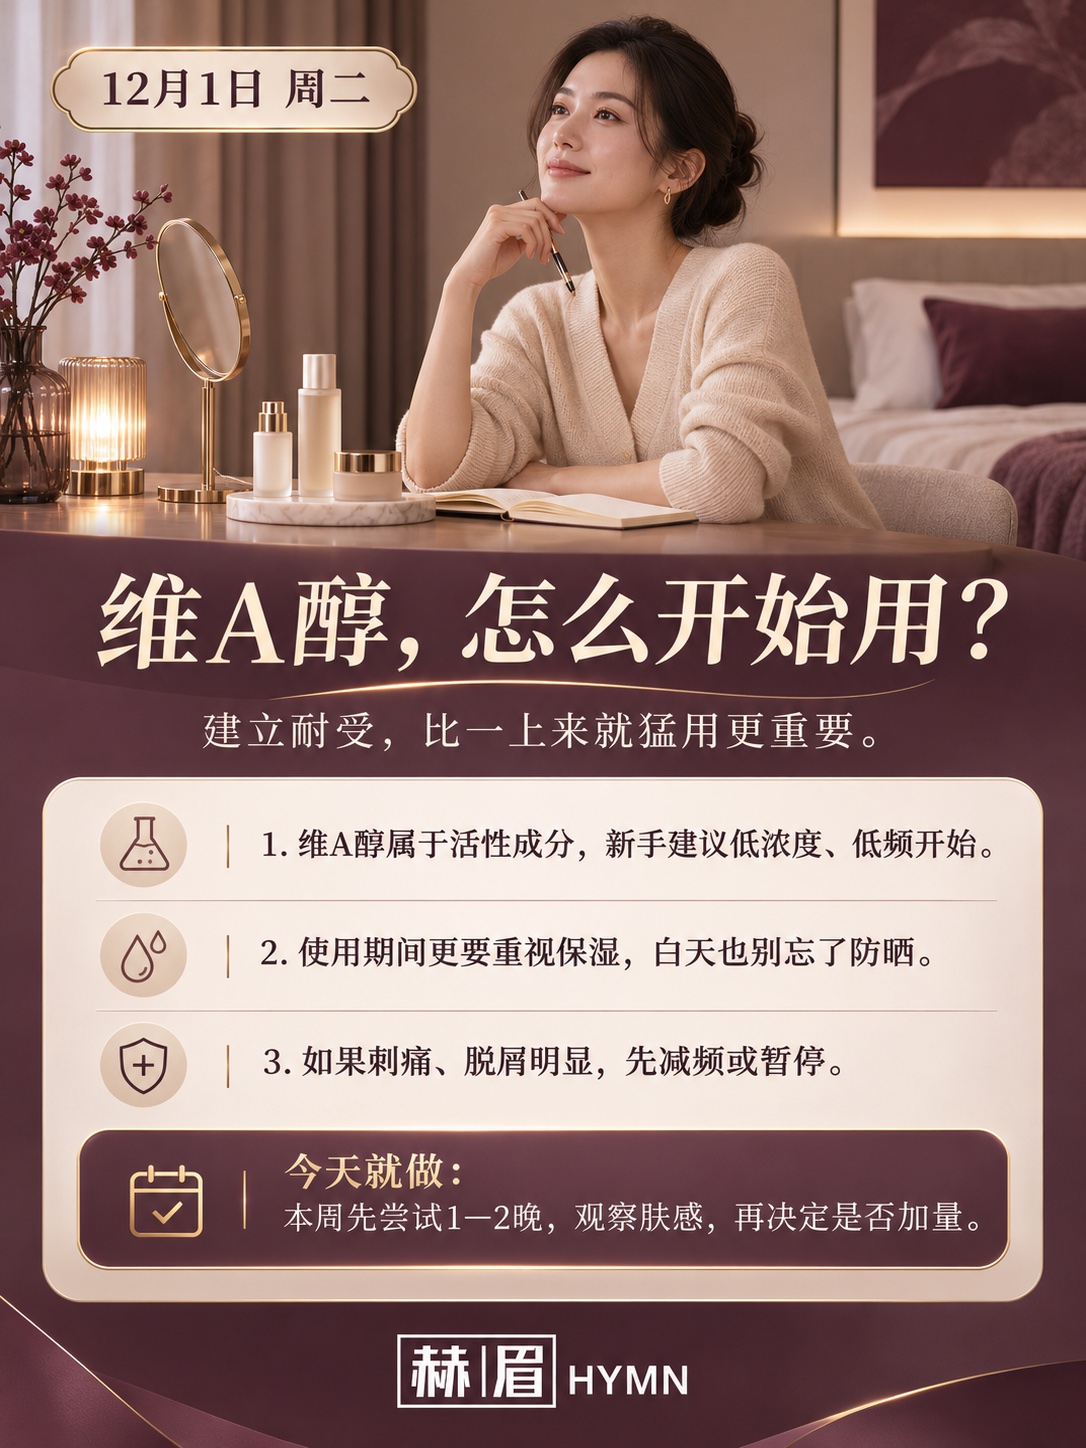 12月1日 周二
维A醇，怎么开始用？
建立耐受，比一上来就猛用更重要。
1. 维A醇属于活性成分，新手建议低浓度、低频开始。
2. 使用期间更要重视保湿，白天也别忘了防晒。
3. 如果刺痛、脱屑明显，先减频或暂停。
今天就做：
本周先尝试1—2晚，观察肤感，再决定是否加量。
赫眉 HYMN